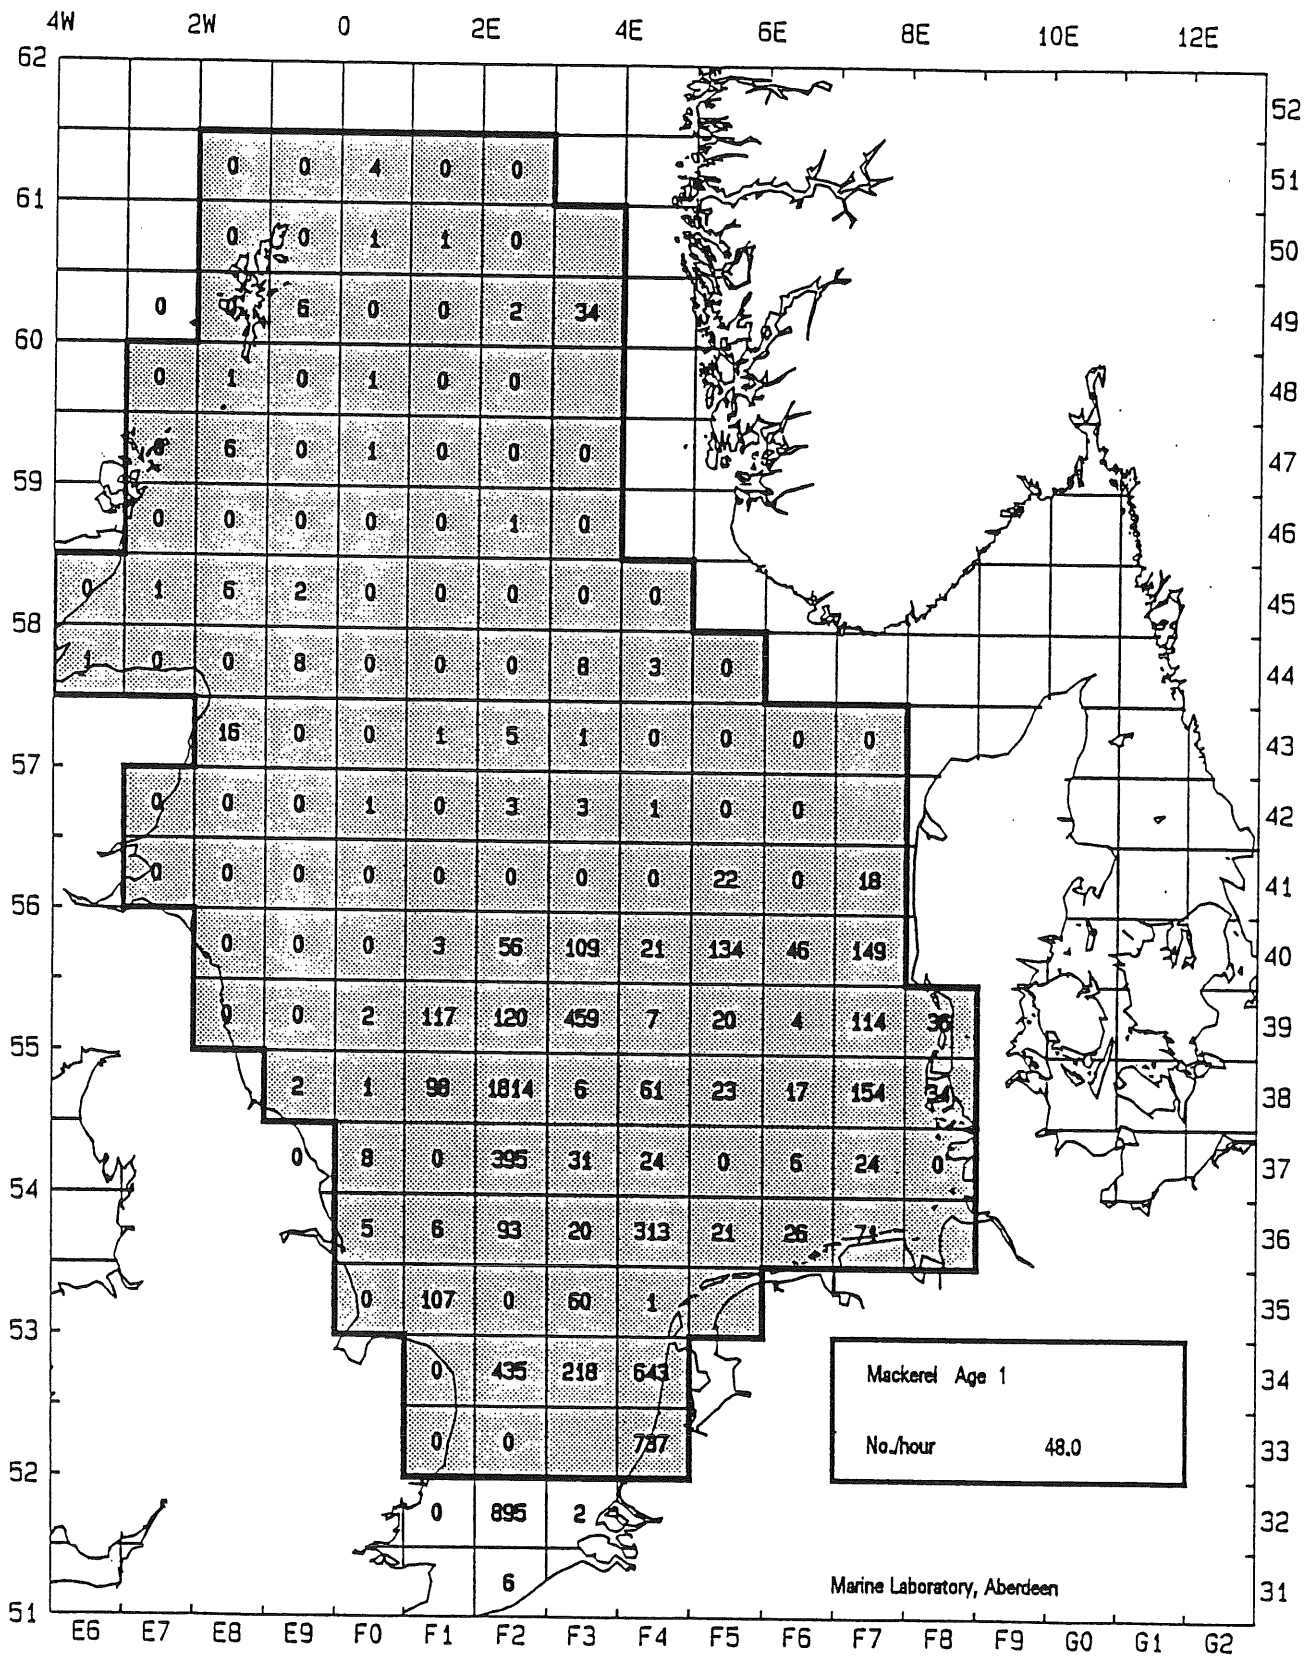 4W 2W 0 2E 4E 6E 8E 10E 12E
62
52
0 0 4 0 0 51
61
0 0 1 1 0 50
0 6 0 0 2 34 49
60
0 1 0 1 0 0 48
6 0 1 0 0 0 47
59
0 0 0 0 0 1 0 46
0 1 6 2 0 0 0 0 0 45
58
1 0 0 8 0 0 0 8 3 0 44
16 0 0 1 5 1 0 0 0 0 43
57
0 0 0 1 0 3 3 1 0 0 42
0 0 0 0 0 0 0 0 22 0 18 41
56
0 0 0 3 56 109 21 134 46 149 40
0 0 2 117 120 459 7 20 4 114 36 39
55
2 1 98 1814 6 61 23 17 154 34 38
0 8 0 395 31 24 0 6 24 0 37
54
5 6 93 20 313 21 26 71 36
0 107 0 60 1 35
53
0 435 218 643 34
Mackerel Age 1
0 0 737 33
No./hour 48.0
52
0 895 2 32
6 31
Marine Laboratory, Aberdeen
51
E6 E7 E8 E9 F0 F1 F2 F3 F4 F5 F6 F7 F8 F9 G0 G1 G2